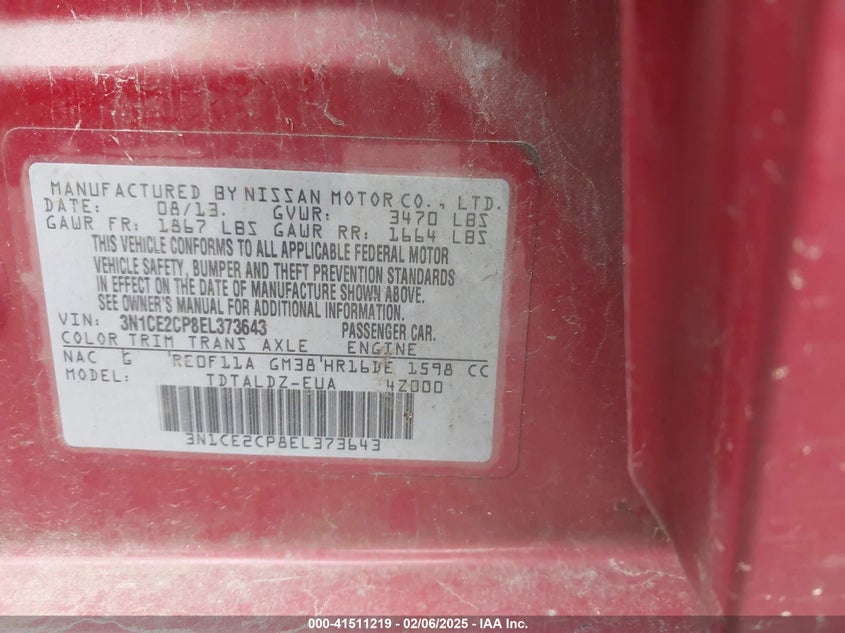 MANUFACTURED BY NISSAN MOTOR CO., LTD.
DATE: 08/13. GVWR: 3470 LBS
GAWR FR: 1867 LBS GAWR RR: 1664 LBS
THIS VEHICLE CONFORMS TO ALL APPLICABLE FEDERAL MOTOR
VEHICLE SAFETY, BUMPER AND THEFT PREVENTION STANDARDS
IN EFFECT ON THE DATE OF MANUFACTURE SHOWN ABOVE.
SEE OWNER'S MANUAL FOR ADDITIONAL INFORMATION.
VIN: 3N1CE2CP8EL373643 PASSENGER CAR.
COLOR TRIM TRANS AXLE ENGINE
NAC G RE0F11A GM38 HR16DE 1598 CC
MODEL: TDTALDZ-EUA 4Z000
3N1CE2CP8EL373643
000-41511219 - 02/06/2025 - IAA Inc.